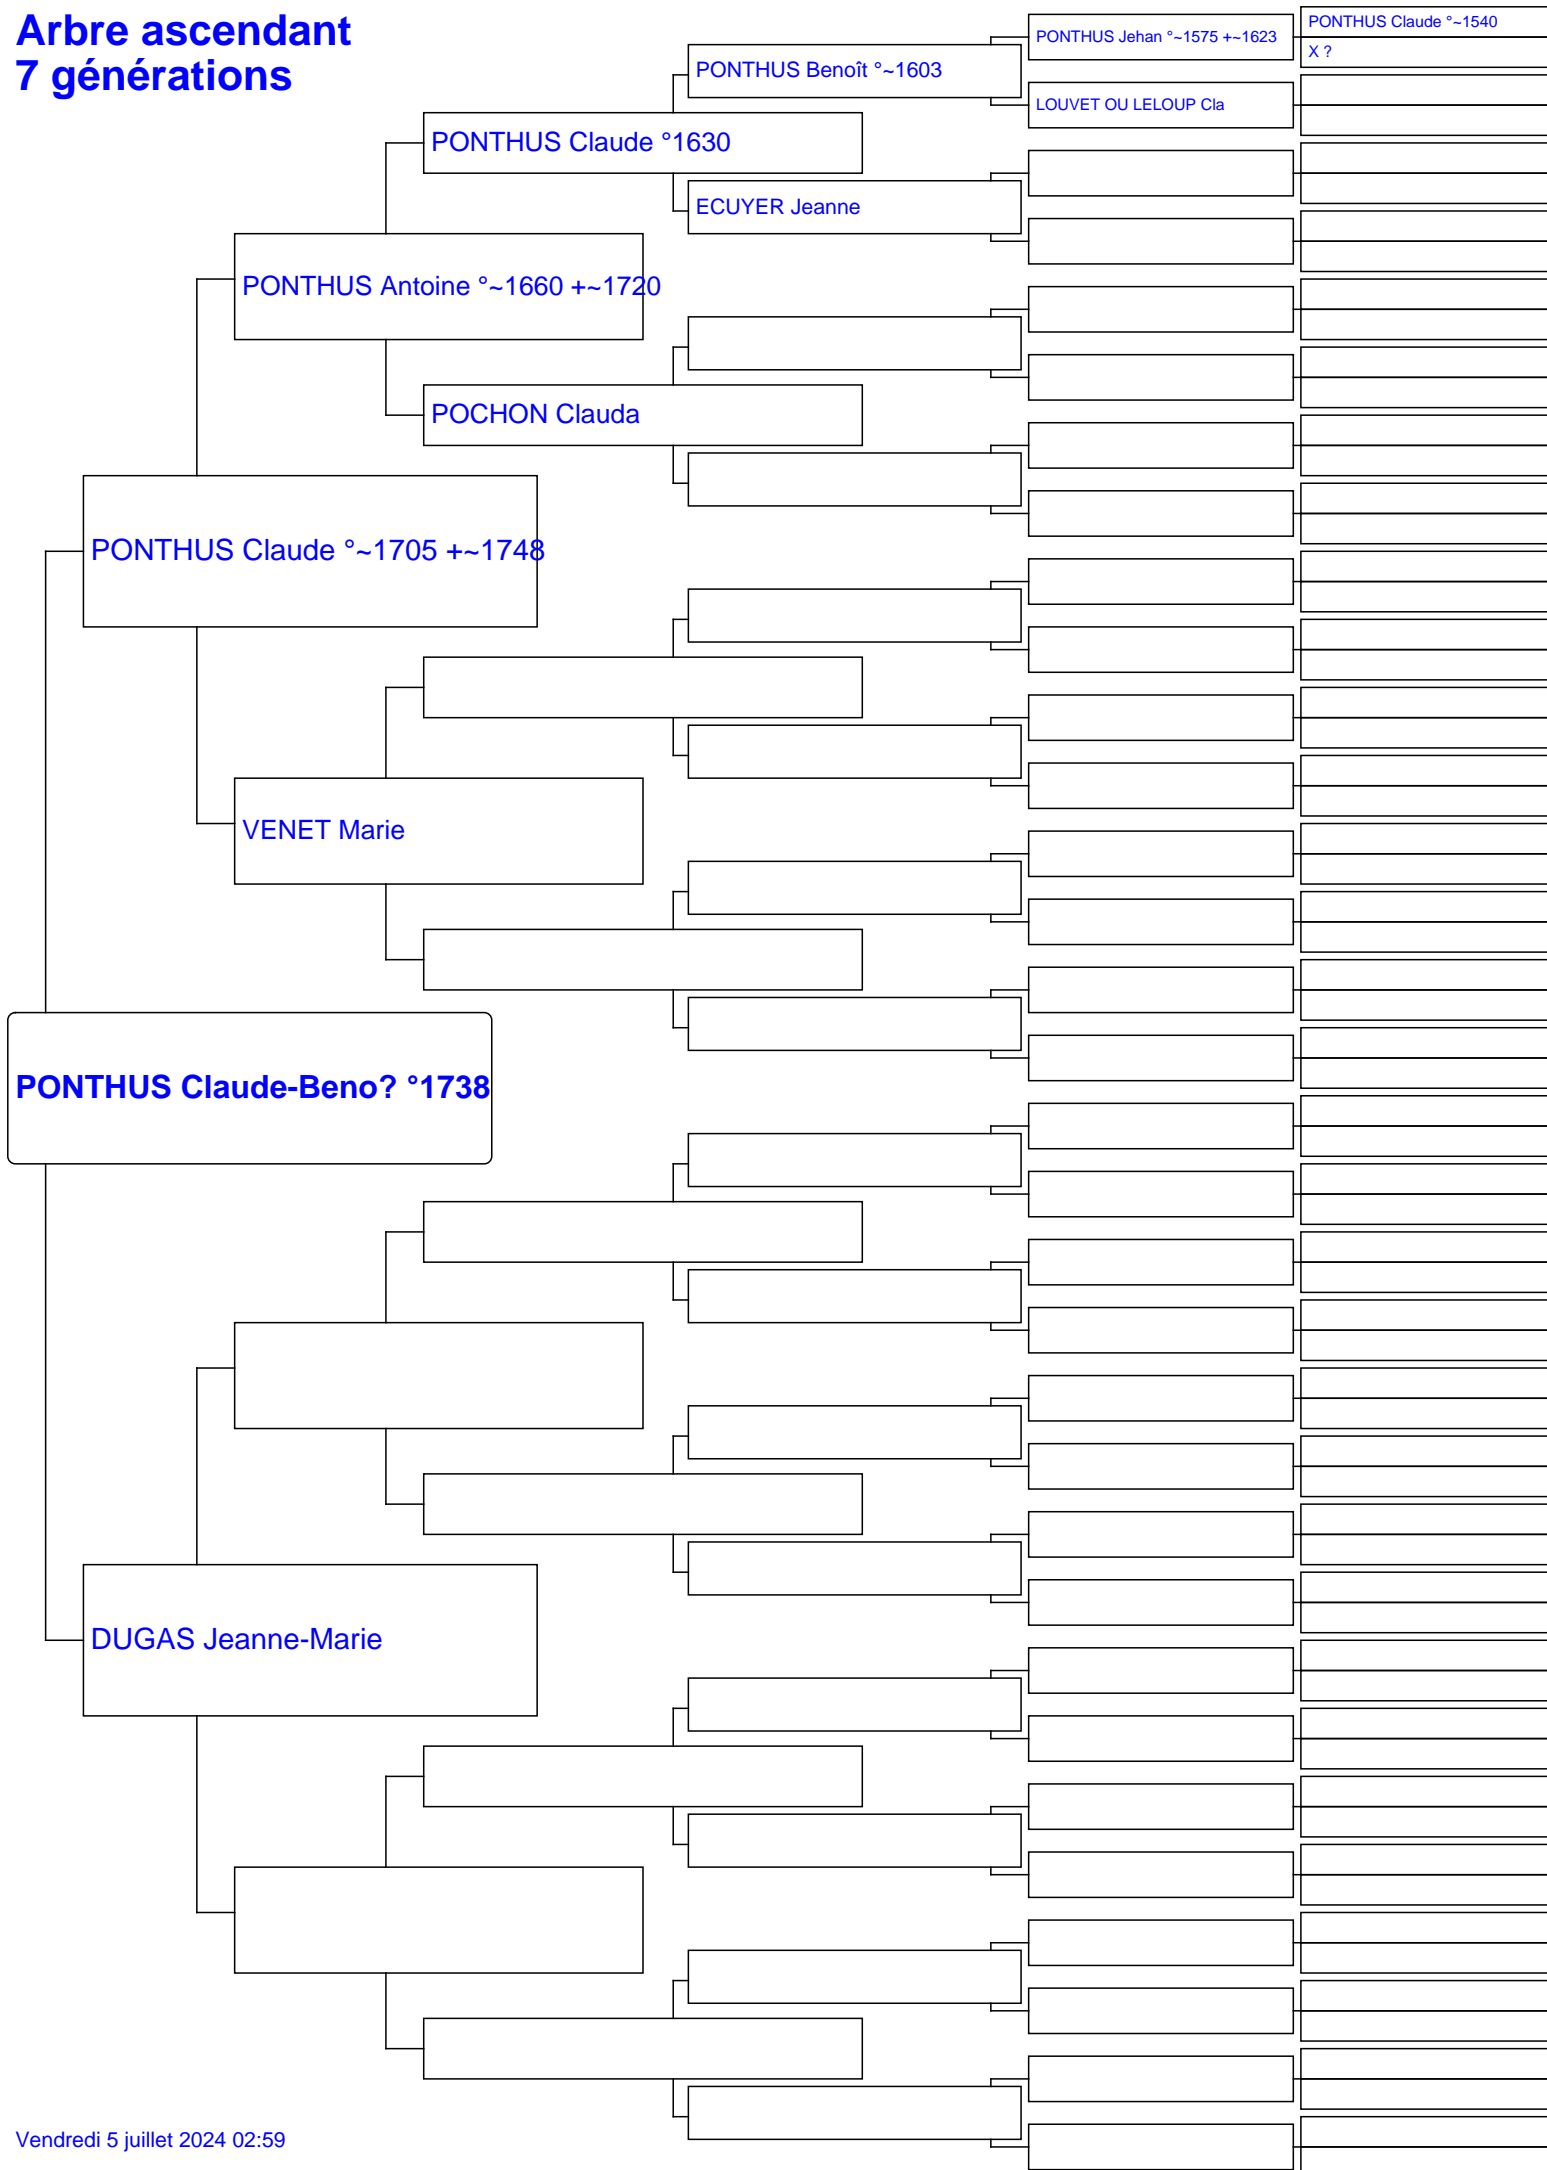 Arbre ascendant
7 générations
PONTHUS Claude °~1540
X ?
PONTHUS Jehan °~1575 +~1623
PONTHUS Benoît °~1603
LOUVET OU LELOUP Cla
PONTHUS Claude °1630
ECUYER Jeanne
PONTHUS Antoine °~1660 +~1720
POCHON Clauda
PONTHUS Claude °~1705 +~1748
VENET Marie
PONTHUS Claude-Beno? °1738
DUGAS Jeanne-Marie
Vendredi 5 juillet 2024 02:59